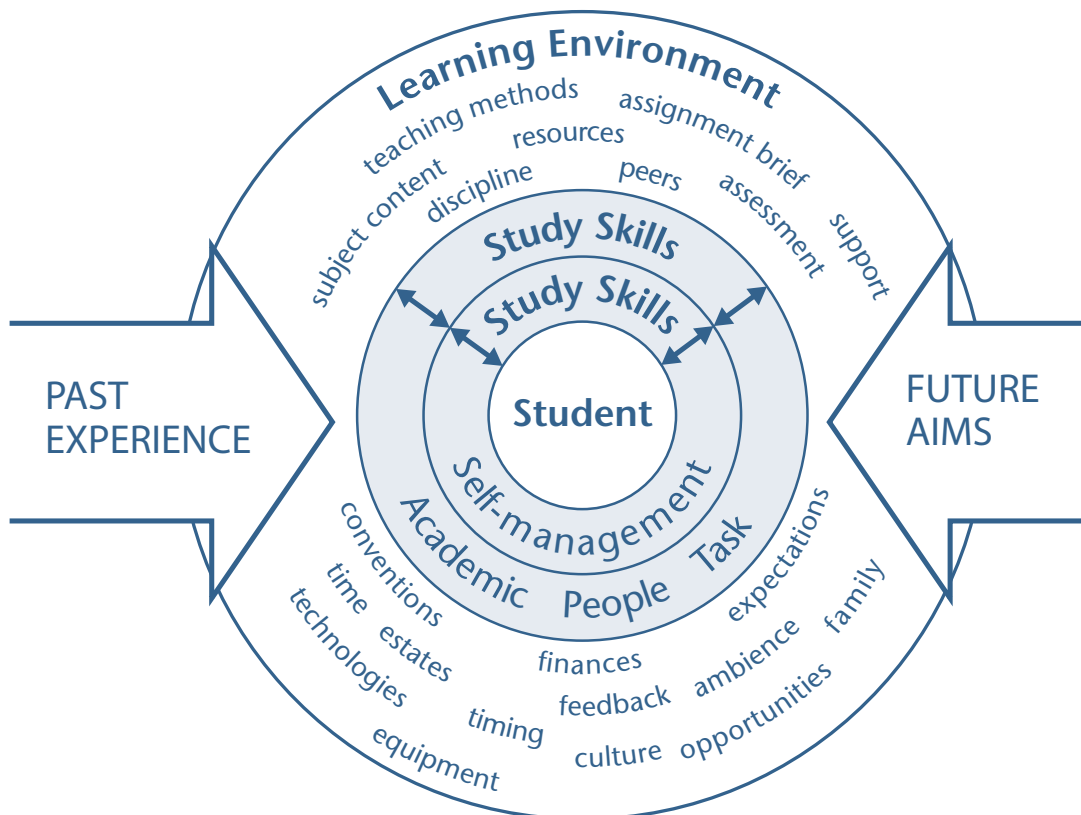 Learning Environment
teaching methods
assignment brief
resources
subject content
discipline
peers
assessment
support
Study Skills
Study Skills
PAST
EXPERIENCE
Student
FUTURE
AIMS
Self-management
Academic People Task
conventions
expectations
time
estates
technologies
finances
ambience
family
feedback
timing
culture
opportunities
equipment